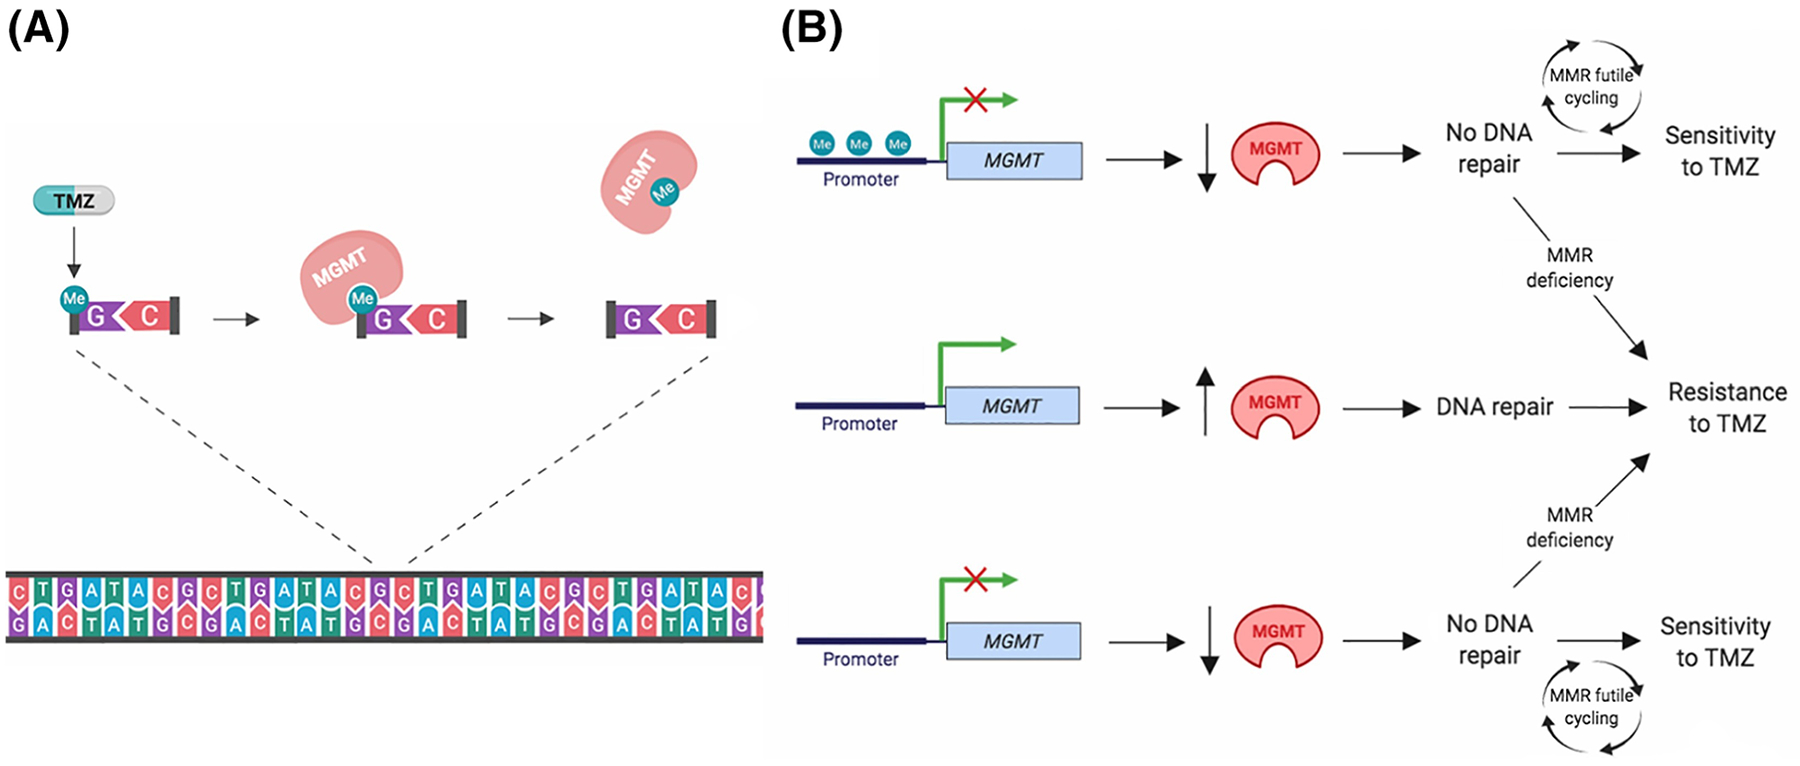 (A)
TMZ
Me
G C
MGMT
Me
G C
MGMT
Me
G C
C T G A T A C G C T G A T A C G C T G A T A C G C T G A T A C
G A C T A T G C G A C T A T G C G A C T A T G C G A C T A T G
(B)
Me Me Me
Promoter
MGMT
MGMT
No DNA
repair
MMR futile
cycling
Sensitivity
to TMZ
MMR
deficiency
Promoter
MGMT
MGMT
DNA repair
Resistance
to TMZ
MMR
deficiency
Promoter
MGMT
MGMT
No DNA
repair
Sensitivity
to TMZ
MMR futile
cycling